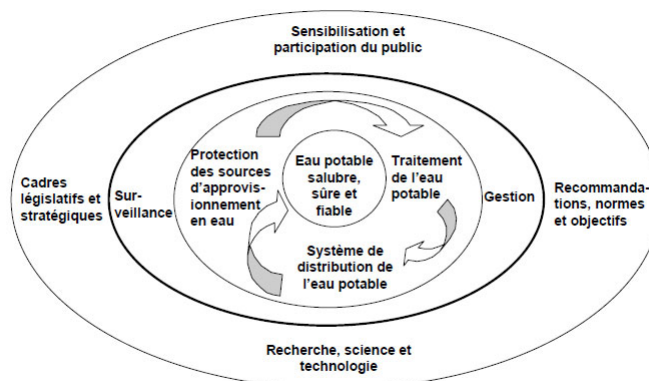 Sensibilisation et
participation du public
Cadres
législatifs et
stratégiques
Sur-
veillance
Protection
des sources
d'approvis-
ionnement
en eau
Eau potable
salubre,
sûre et
fiable
Traitement
de l'eau
potable
Gestion
Recommanda-
tions, normes
et objectifs
Système de
distribution de
l'eau potable
Recherche, science et
technologie